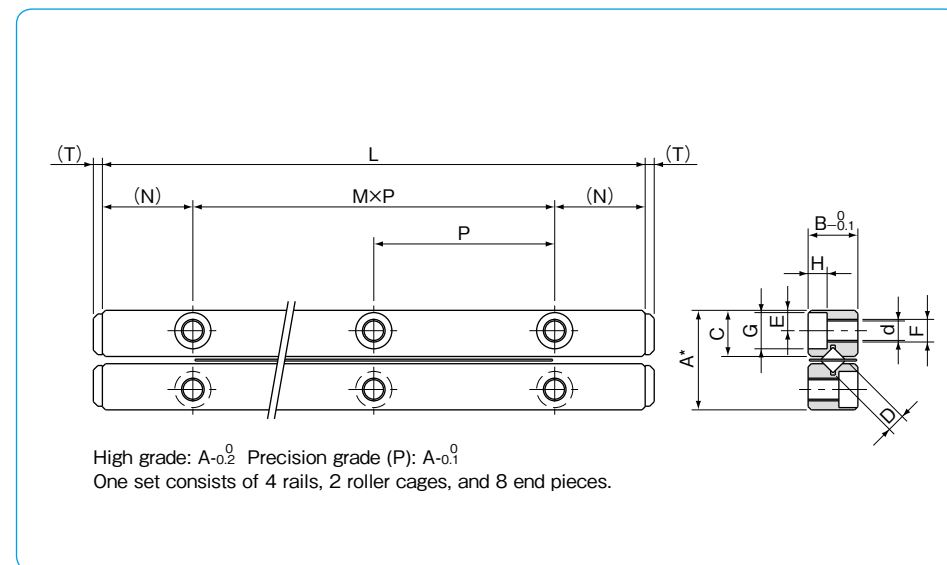 (T) L (T)
(N) M×P (N)
P
B-0/0.1
H
A* C G E d F
D
High grade: A-0/0.2 Precision grade (P): A-0/0.1
One set consists of 4 rails, 2 roller cages, and 8 end pieces.